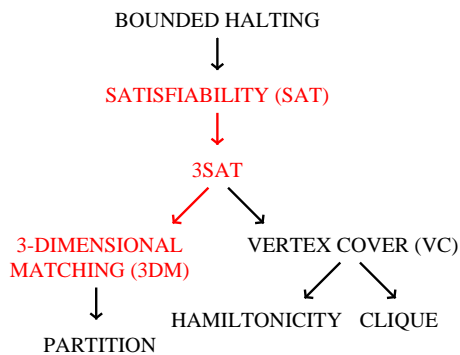 BOUNDED HALTING
SATISFIABILITY (SAT)
3SAT
3-DIMENSIONAL
MATCHING (3DM)
VERTEX COVER (VC)
HAMILTONICITY
CLIQUE
PARTITION